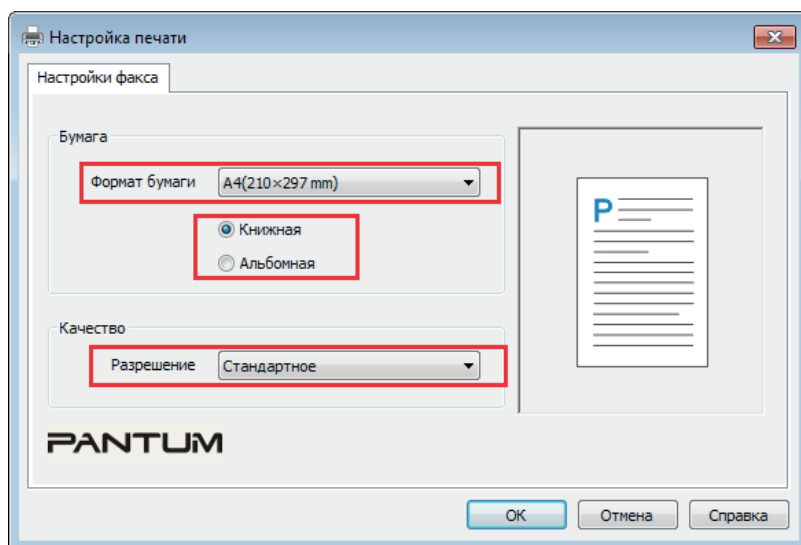 Настройка печати
Настройки факса
Бумага
Формат бумаги A4(210×297 mm)
Книжная
Альбомная
P
Качество
Разрешение Стандартное
PANTUM
ОК Отмена Справка